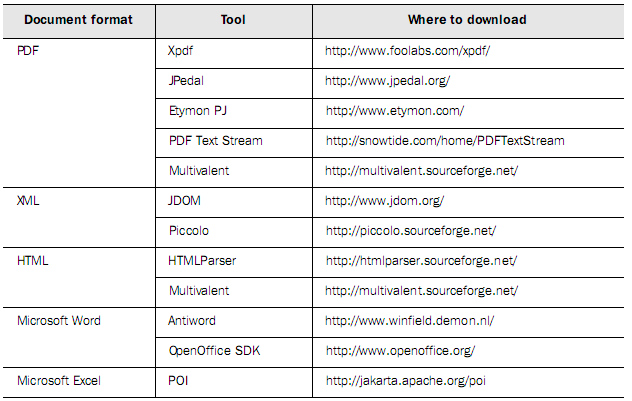 Document format Tool Where to download
PDF Xpdf http://www.foolabs.com/xpdf/
JPedal http://www.jpedal.org/
Etymon PJ http://www.etymon.com/
PDF Text Stream http://snowtide.com/home/PDFTextStream
Multivalent http://multivalent.sourceforge.net/
XML JDOM http://www.jdom.org/
Piccolo http://piccolo.sourceforge.net/
HTML HTMLParser http://htmlparser.sourceforge.net/
Multivalent http://multivalent.sourceforge.net/
Microsoft Word Antiword http://www.winfield.demon.nl/
OpenOffice SDK http://www.openoffice.org/
Microsoft Excel POI http://jakarta.apache.org/poi